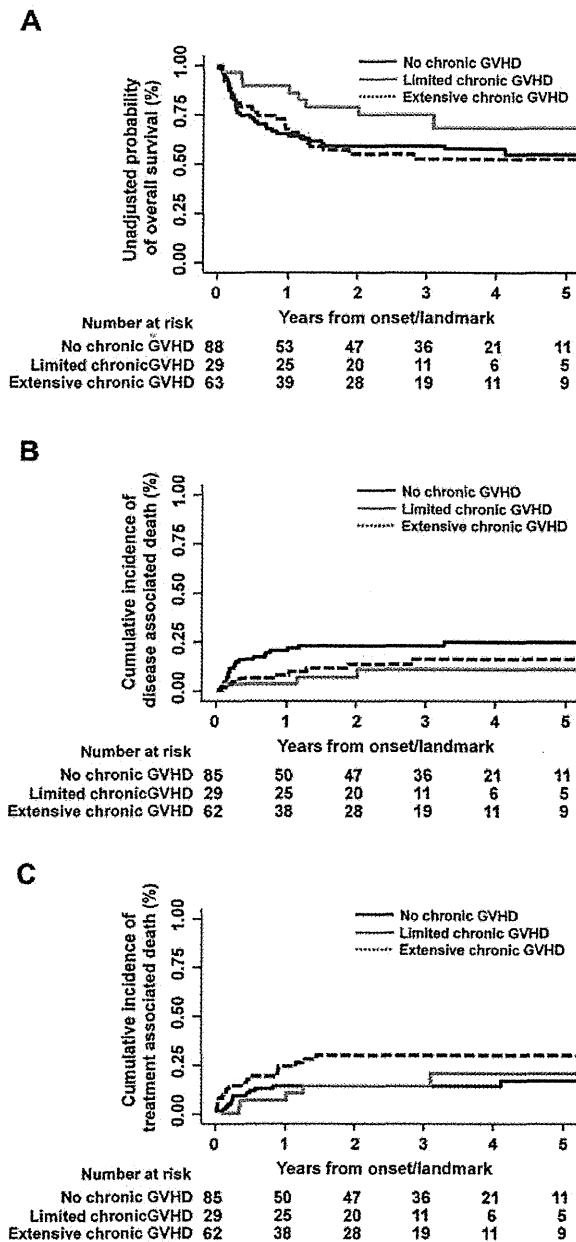 A
Unadjusted probability
of overall survival (%)
1.00
0.75
0.50
0.25
0.00
No chronic GVHD
Limited chronic GVHD
Extensive chronic GVHD
0 1 2 3 4 5
Years from onset/landmark
Number at risk
No chronic GVHD 88 53 47 36 21 11
Limited chronicGVHD 29 25 20 11 6 5
Extensive chronic GVHD 63 39 28 19 11 9
B
Cumulative incidence of
disease associated death (%)
1.00
0.75
0.50
0.25
0.00
No chronic GVHD
Limited chronic GVHD
Extensive chronic GVHD
0 1 2 3 4 5
Years from onset/landmark
Number at risk
No chronic GVHD 85 50 47 36 21 11
Limited chronicGVHD 29 25 20 11 6 5
Extensive chronic GVHD 62 38 28 19 11 9
C
Cumulative incidence of
treatment associated death (%)
1.00
0.75
0.50
0.25
0.00
No chronic GVHD
Limited chronic GVHD
Extensive chronic GVHD
0 1 2 3 4 5
Years from onset/landmark
Number at risk
No chronic GVHD 85 50 47 36 21 11
Limited chronicGVHD 29 25 20 11 6 5
Extensive chronic GVHD 62 38 28 19 11 9